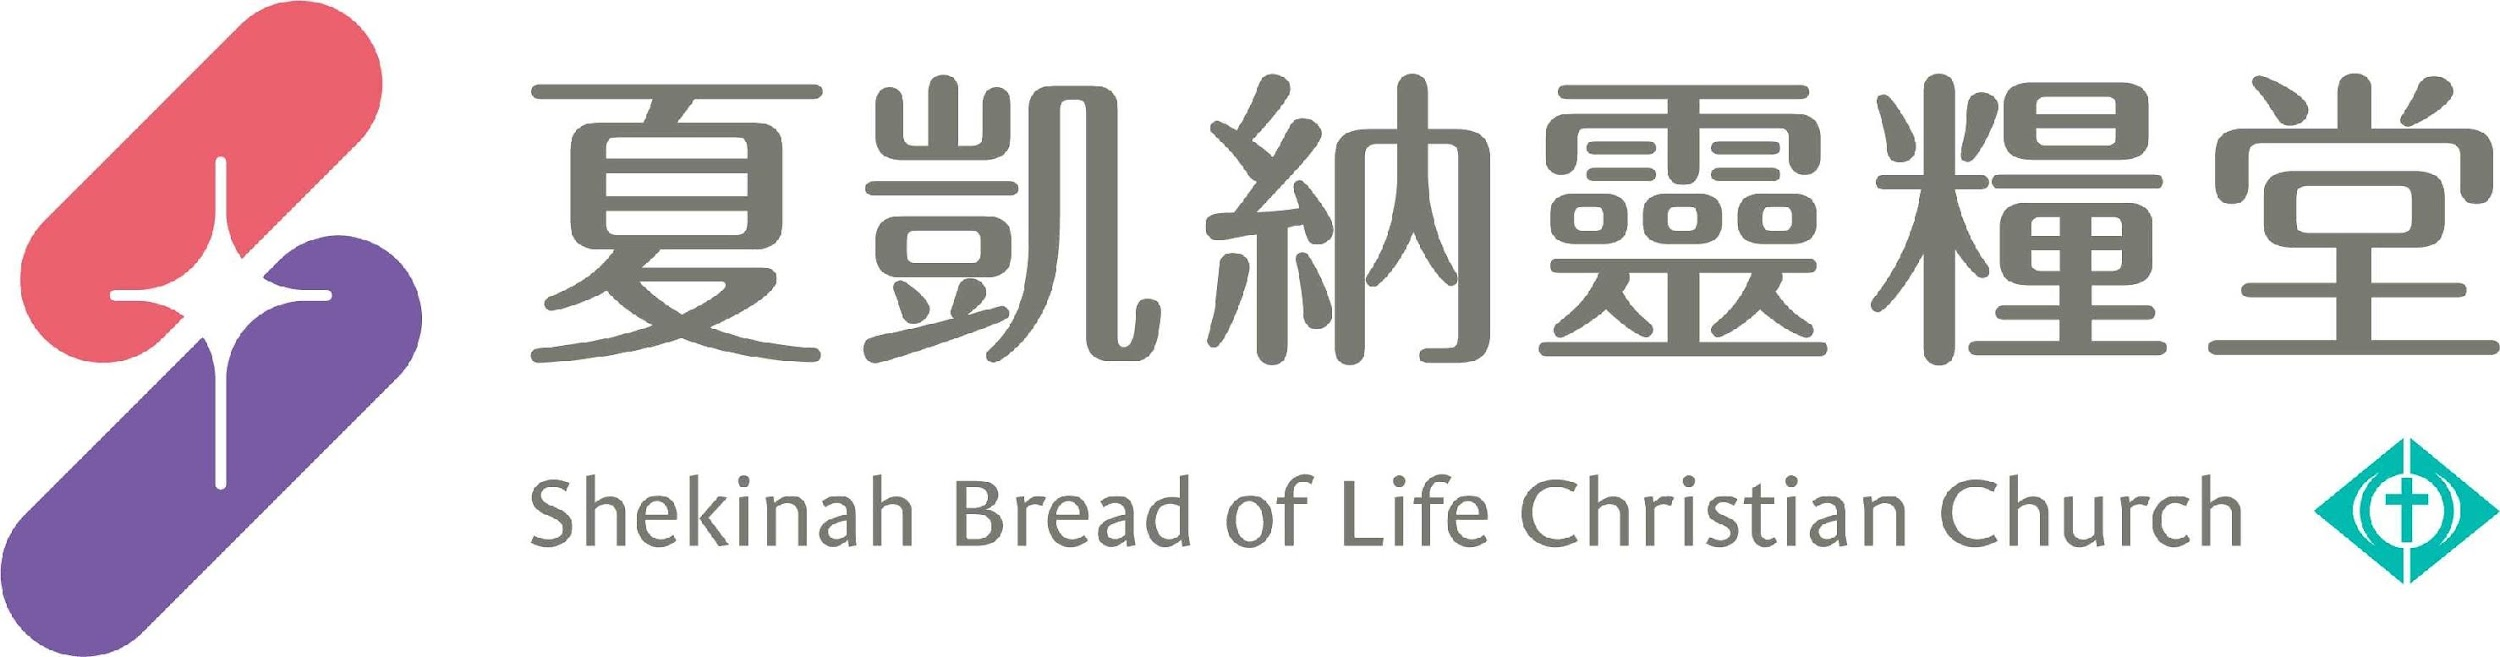 夏凱納靈糧堂
Shekinah Bread of Life Christian Church